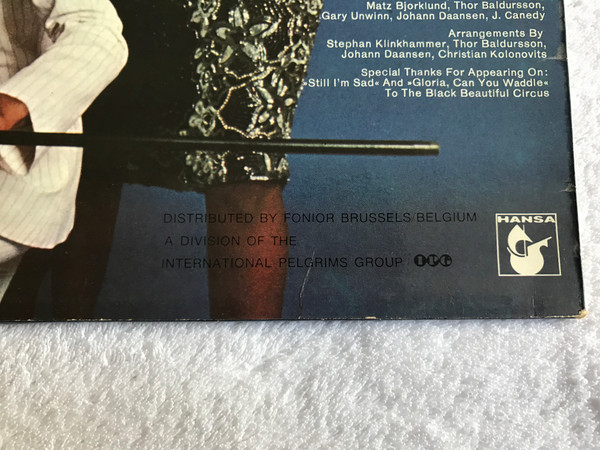 Matz Bjorklund, Thor Baldursson,
Gary Unwinn, Johann Daansen, J. Canedy
Arrangements By
Stephan Klinkhammer, Thor Baldursson,
Johann Daansen, Christian Kolonovits
Special Thanks For Appearing On:
»Still I'm Sad« And »Gloria, Can You Waddle«
To The Black Beautiful Circus
DISTRIBUTED BY FONIOR BRUSSELS/BELGIUM
A DIVISION OF THE
INTERNATIONAL PELGRIMS GROUP IPG
HANSA